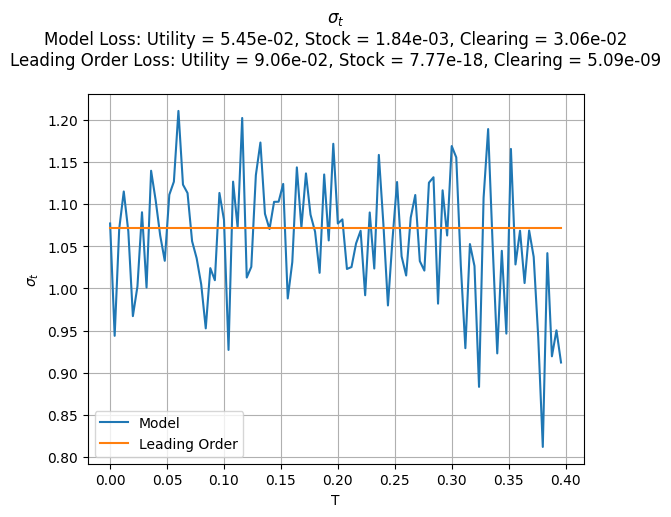 σ_t
Model Loss: Utility = 5.45e-02, Stock = 1.84e-03, Clearing = 3.06e-02
Leading Order Loss: Utility = 9.06e-02, Stock = 7.77e-18, Clearing = 5.09e-09
1.20
1.15
1.10
1.05
1.00
0.95
0.90
0.85
0.80
σ_t
Model
Leading Order
0.00 0.05 0.10 0.15 0.20 0.25 0.30 0.35 0.40
T